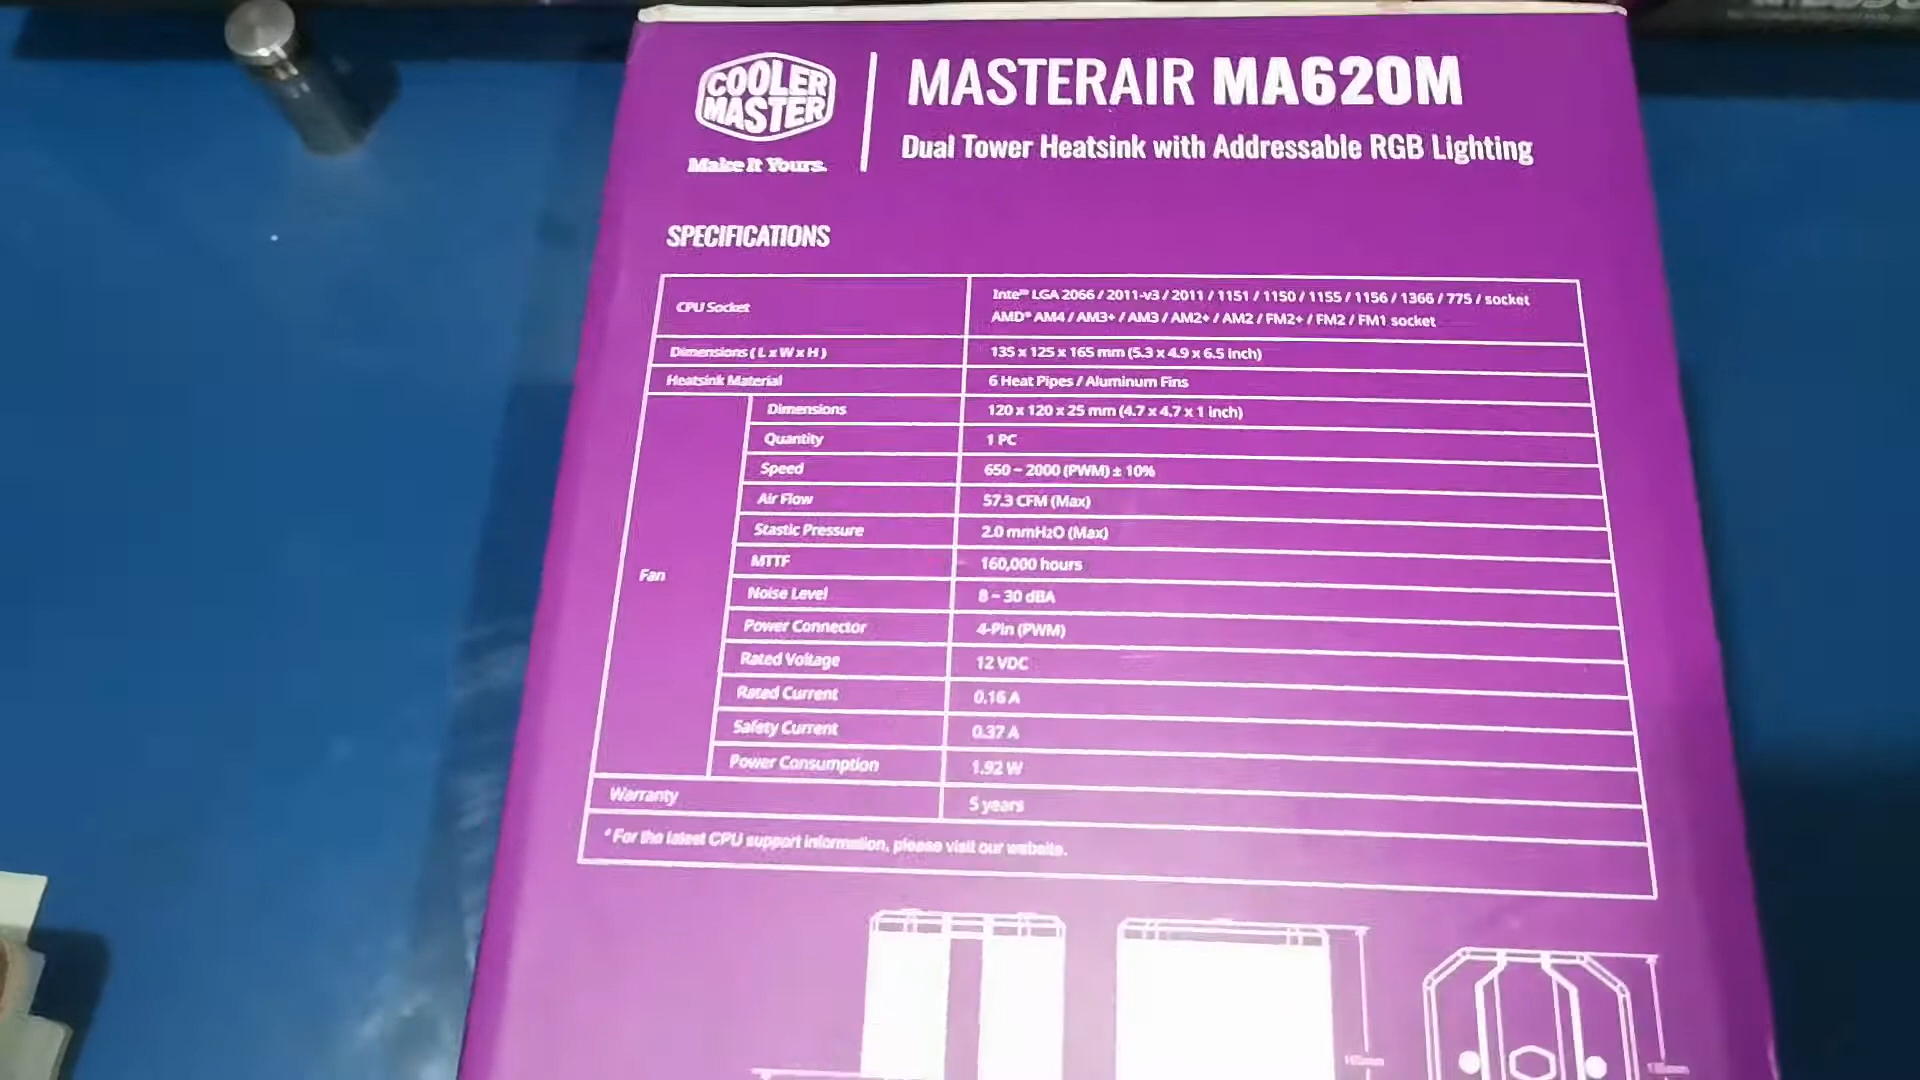 COOLER
MASTER
Make It Yours.
MASTERAIR MA620M
Dual Tower Heatsink with Addressable RGB Lighting
SPECIFICATIONS
CPU Socket
Intel® LGA 2066 / 2011-v3 / 2011 / 1151 / 1150 / 1155 / 1156 / 1366 / 775 / socket
AMD® AM4 / AM3+ / AM3 / AM2+ / AM2 / FM2+ / FM2 / FM1 socket
Dimensions ( L x W x H ) 135 x 125 x 165 mm (5.3 x 4.9 x 6.5 inch)
Heatsink Material 6 Heat Pipes / Aluminum Fins
Fan
Dimensions 120 x 120 x 25 mm (4.7 x 4.7 x 1 inch)
Quantity 1 PC
Speed 650 ~ 2000 (PWM) ± 10%
Air Flow 57.3 CFM (Max)
Stastic Pressure 2.0 mmH2O (Max)
MTTF 160,000 hours
Noise Level 8 ~ 30 dBA
Power Connector 4-Pin (PWM)
Rated Voltage 12 VDC
Rated Current 0.16 A
Safety Current 0.37 A
Power Consumption 1.92 W
Warranty 5 years
* For the latest CPU support information, please visit our website.